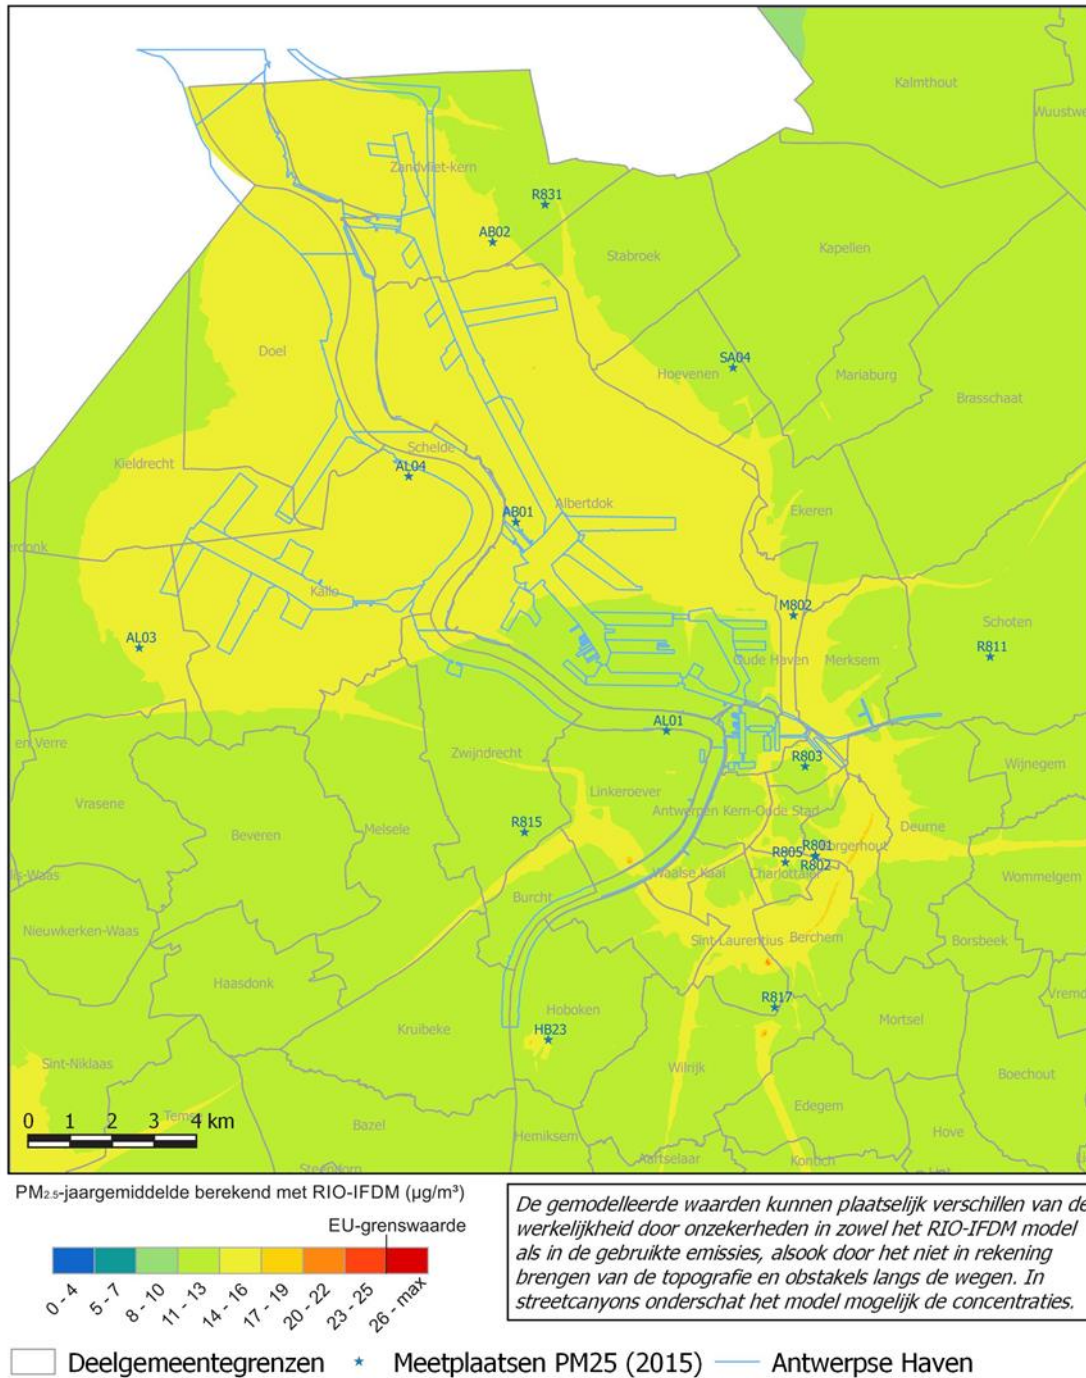 Kalmthout
Wuustwe
Zandvliet-kern
R831
AB02
Stabroek
Kapellen
Doel
SA04
Hoevenen
Mariaburg
Brasschaat
Schelde
Kieldrecht
AL04
AB01
Albertdok
Ekeren
Kallo
M802
Schoten
AL03
R811
Oude Haven
Merksem
AL01
en Verre
Zwijndrecht
R803
Wijnegem
Linkeroever
Vrasene
Antwerpen Kern-Oude Stad
Beveren
Melsele
R815
Deurne
R801
R805
R802
Waalse Kaai
Wommelgem
Burcht
Nieuwkerken-Waas
Sint-Laurentius
Berchem
Borsbeek
Haasdonk
R817
Hoboken
Mortsel
Kruibeke
HB23
Sint-Niklaas
Wilrijk
Boechout
Edegem
0 1 2 3 4 km
Bazel
Hemiksem
Hove
Aartselaar
Kontich
PM2.5-jaargemiddelde berekend met RIO-IFDM (µg/m³)
EU-grenswaarde
0 - 4
5 - 7
8 - 10
11 - 13
14 - 16
17 - 19
20 - 22
23 - 25
26 - max
De gemodelleerde waarden kunnen plaatselijk verschillen van de
werkelijkheid door onzekerheden in zowel het RIO-IFDM model
als in de gebruikte emissies, alsook door het niet in rekening
brengen van de topografie en obstakels langs de wegen. In
streetcanyons onderschat het model mogelijk de concentraties.
Deelgemeentegrenzen
Meetplaatsen PM25 (2015)
Antwerpse Haven